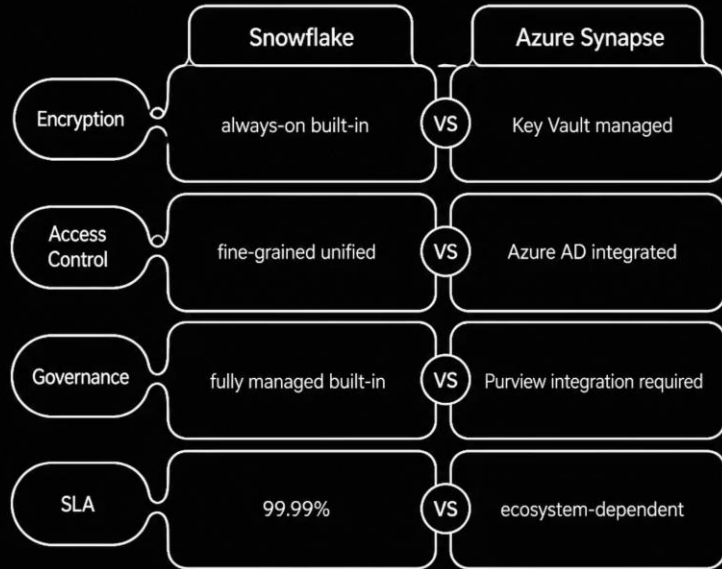 Snowflake
Azure Synapse
Encryption
always-on built-in
VS
Key Vault managed
Access
Control
fine-grained unified
VS
Azure AD integrated
Governance
fully managed built-in
VS
Purview integration required
SLA
99.99%
VS
ecosystem-dependent